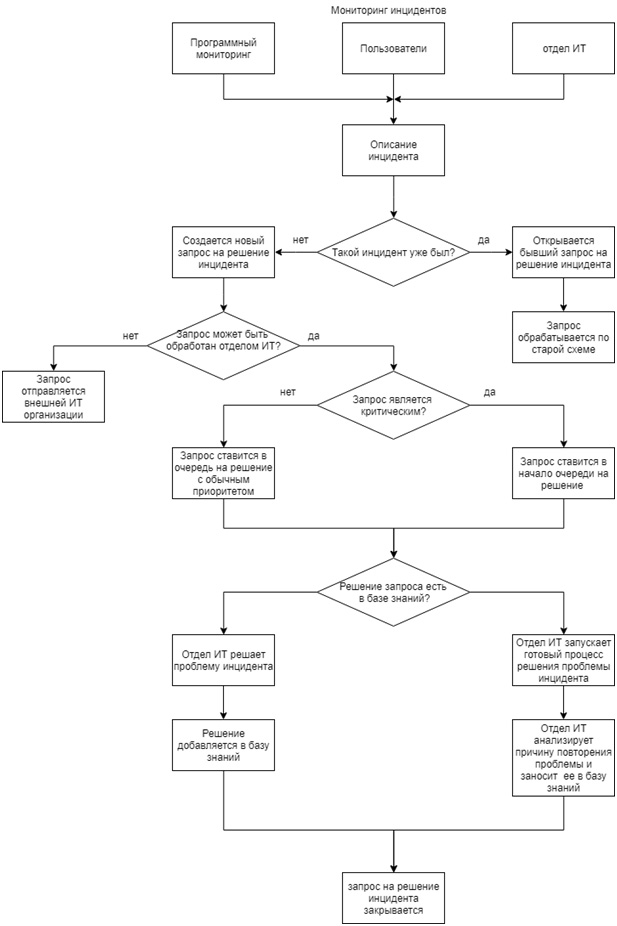 Мониторинг инцидентов
Программный
мониторинг
Пользователи
отдел ИТ
Описание
инцидента
Создается новый
запрос на решение
инцидента
нет
Такой инцидент уже был?
да
Открывается
бывший запрос на
решение инцидента
Запрос
обрабатывается по
старой схеме
нет
Запрос может быть
обработан отделом ИТ?
да
Запрос
отправляется
внешней ИТ
организации
нет
Запрос является
критическим?
да
Запрос ставится в
очередь на решение
с обычным
приоритетом
Запрос ставится в
начало очереди на
решение
Решение запроса есть
в базе знаний?
Отдел ИТ решает
проблему инцидента
Отдел ИТ запускает
готовый процесс
решения проблемы
инцидента
Решение
добавляется в базу
знаний
Отдел ИТ
анализирует
причину повторения
проблемы и
заносит ее в базу
знаний
запрос на решение
инцидента
закрывается